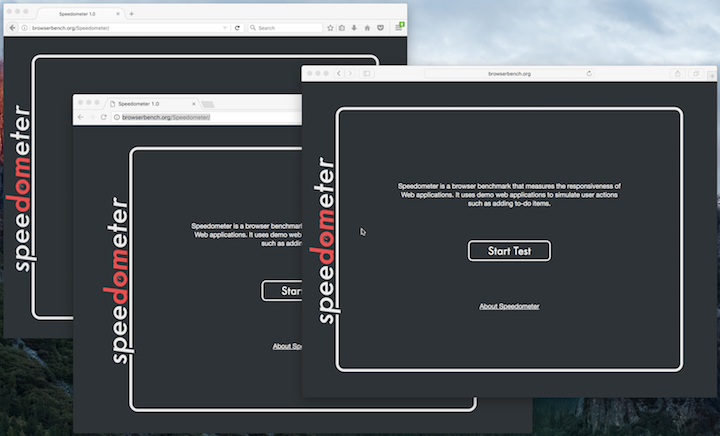 Speedometer 1.0
browserbench.org/Speedometer/
Search
speedometer
Speedometer 1.0
browserbench.org/Speedometer/
speedometer
Speedometer is a browser benchmark
Web applications. It uses demo web
such as adding
Start
About Sp
browserbench.org
speedometer
Speedometer is a browser benchmark that measures the responsiveness of
Web applications. It uses demo web applications to simulate user actions
such as adding to-do items.
Start Test
About Speedometer